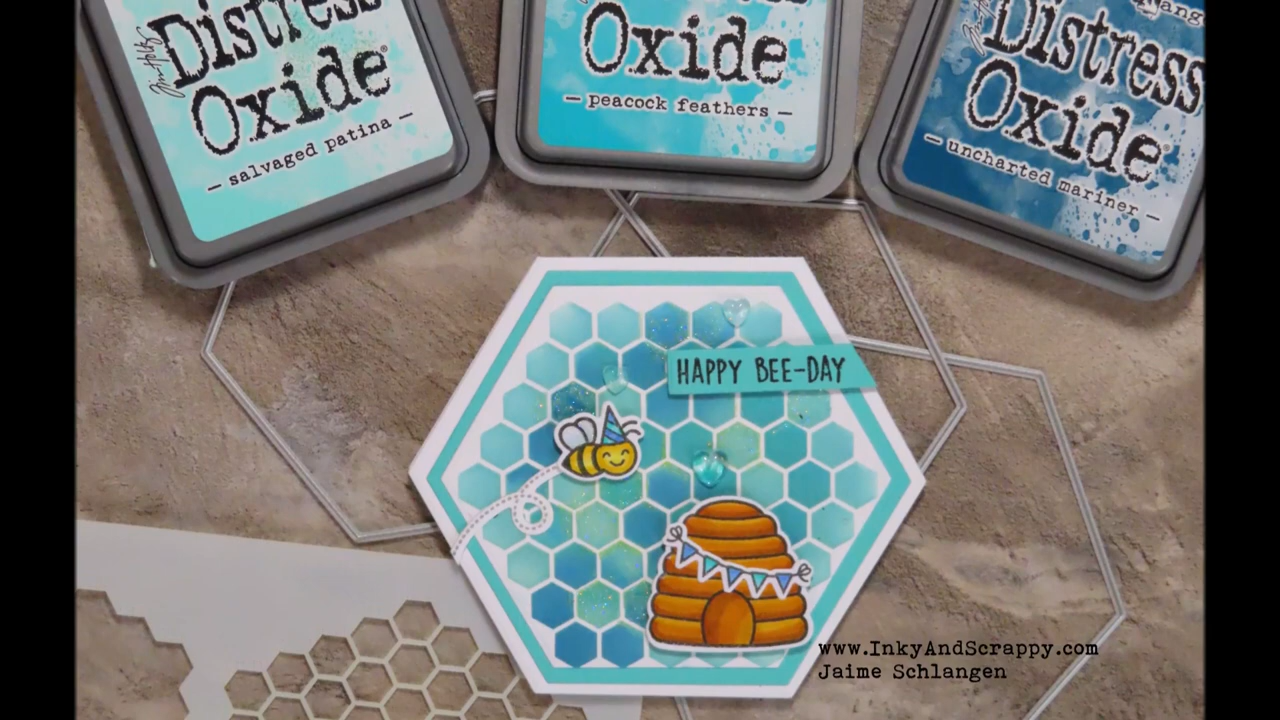 Distress
Oxide
— salvaged patina —
Oxide
— peacock feathers —
Distress
Oxide
— uncharted mariner —
HAPPY BEE-DAY
www.InkyAndScrappy.com
Jaime Schlangen